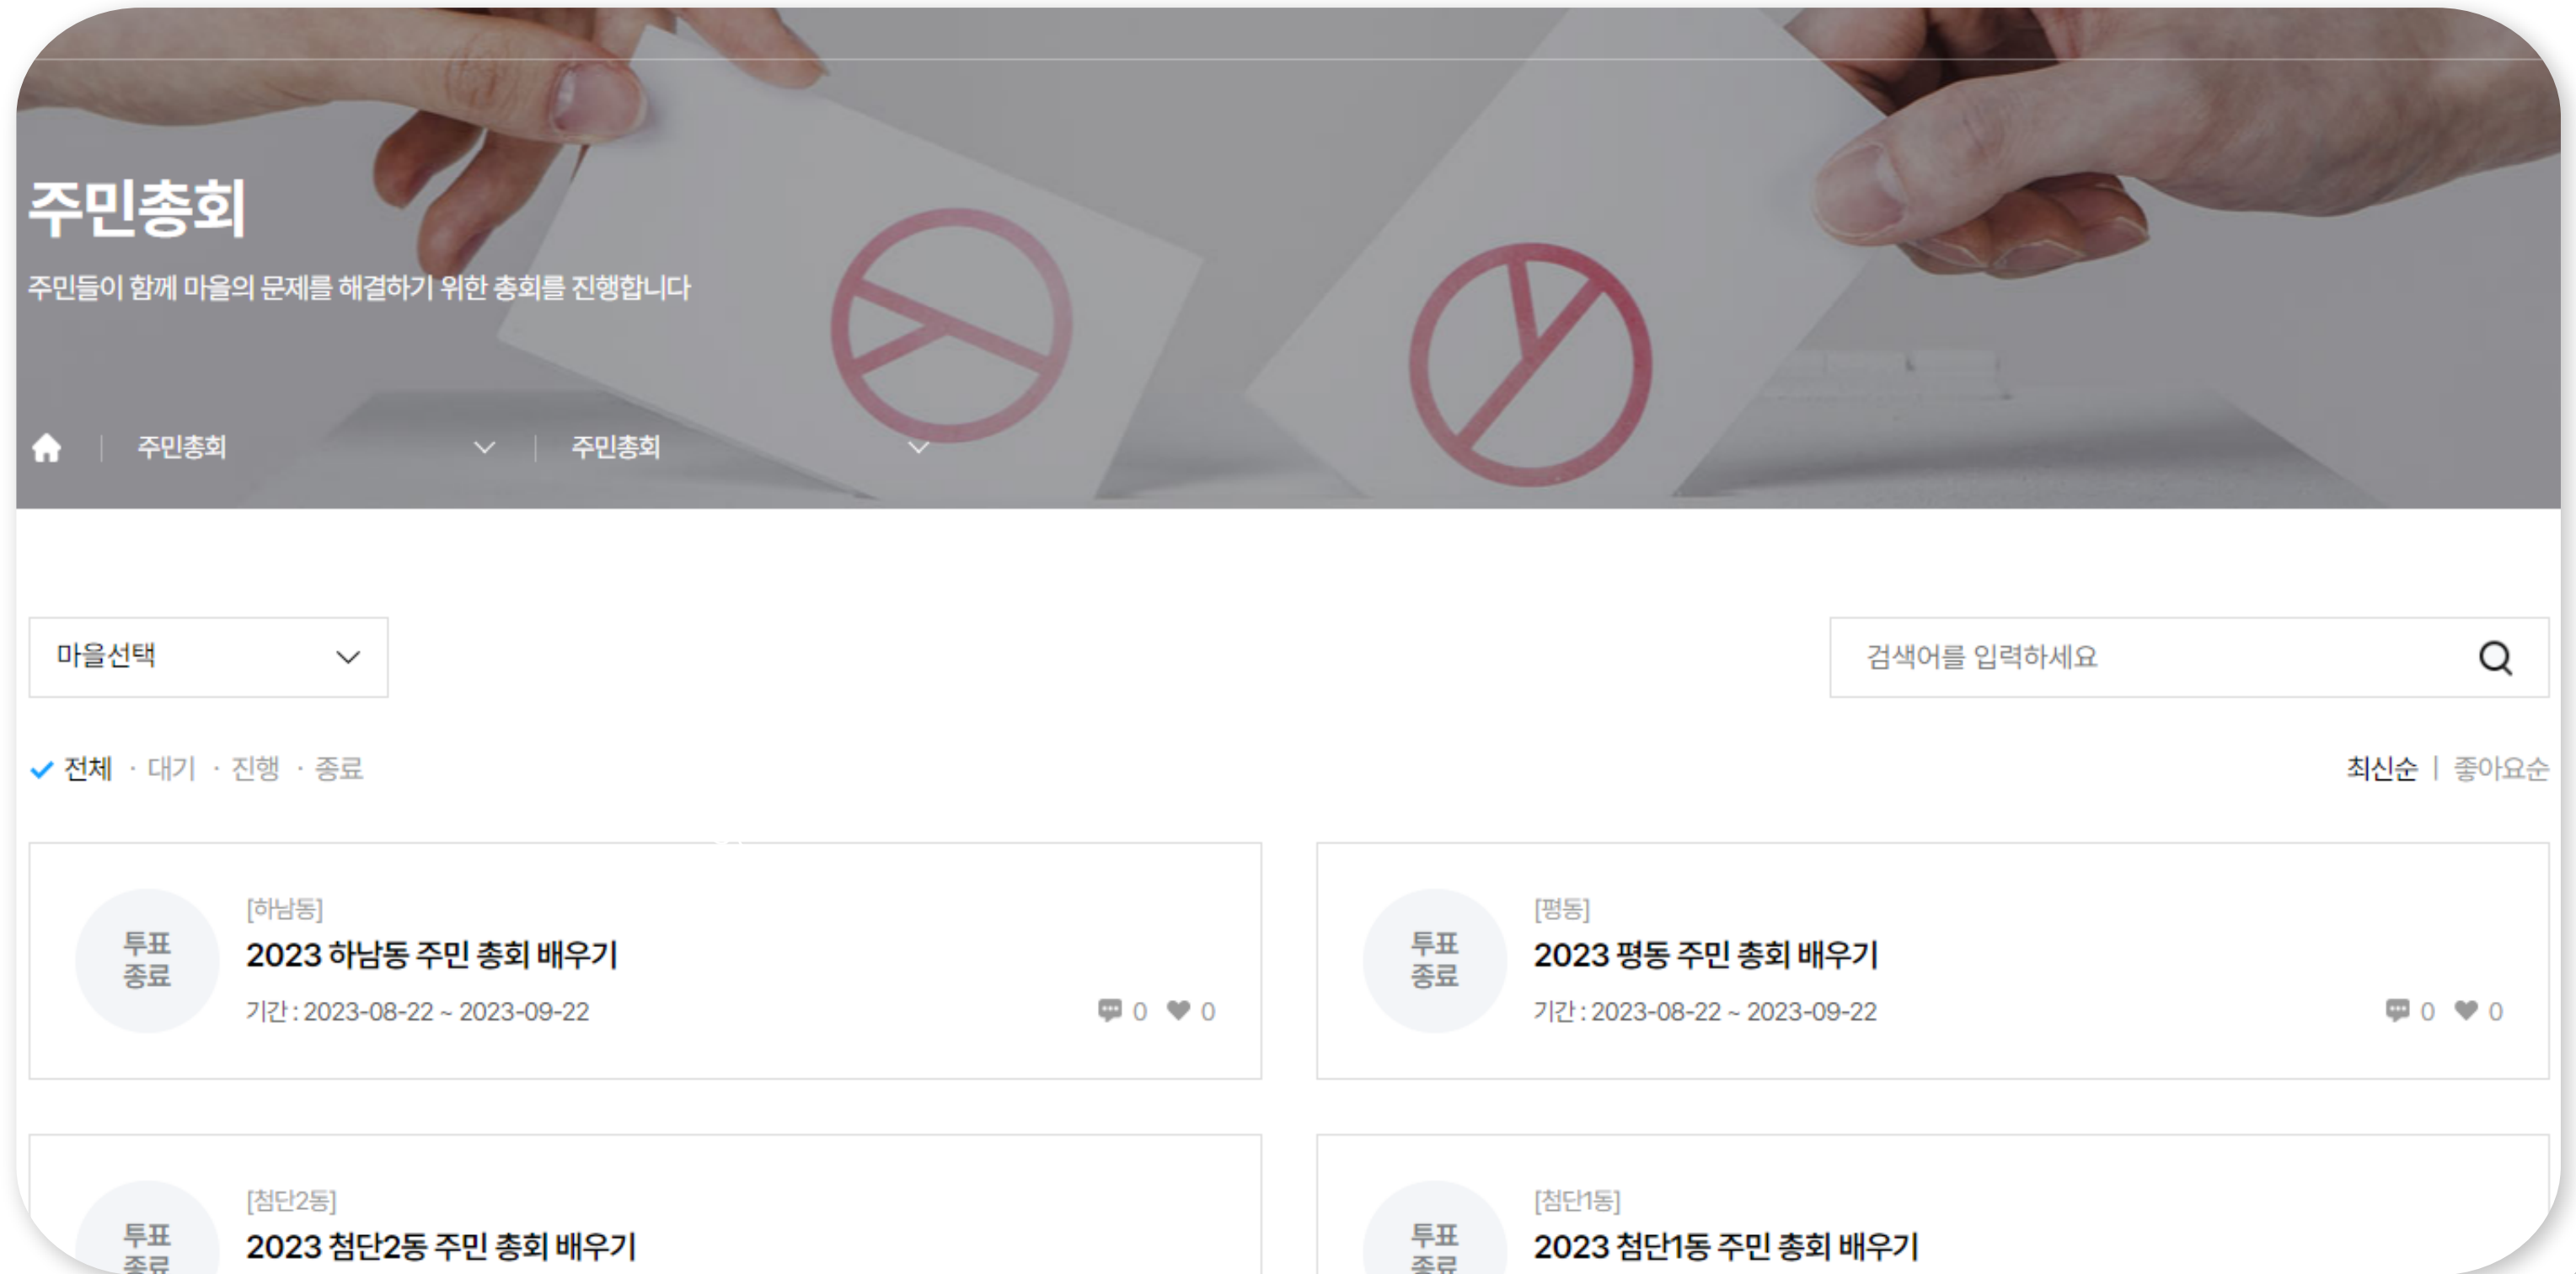 주민총회
주민들이 함께 마을의 문제를 해결하기 위한 총회를 진행합니다
주민총회 주민총회
마을선택
검색어를 입력하세요
전체 · 대기 · 진행 · 종료
최신순 | 좋아요순
투표
종료
[하남동]
2023 하남동 주민 총회 배우기
기간 : 2023-08-22 ~ 2023-09-22
0 0
투표
종료
[평동]
2023 평동 주민 총회 배우기
기간 : 2023-08-22 ~ 2023-09-22
0 0
투표
종료
[첨단2동]
2023 첨단2동 주민 총회 배우기
투표
종료
[첨단1동]
2023 첨단1동 주민 총회 배우기